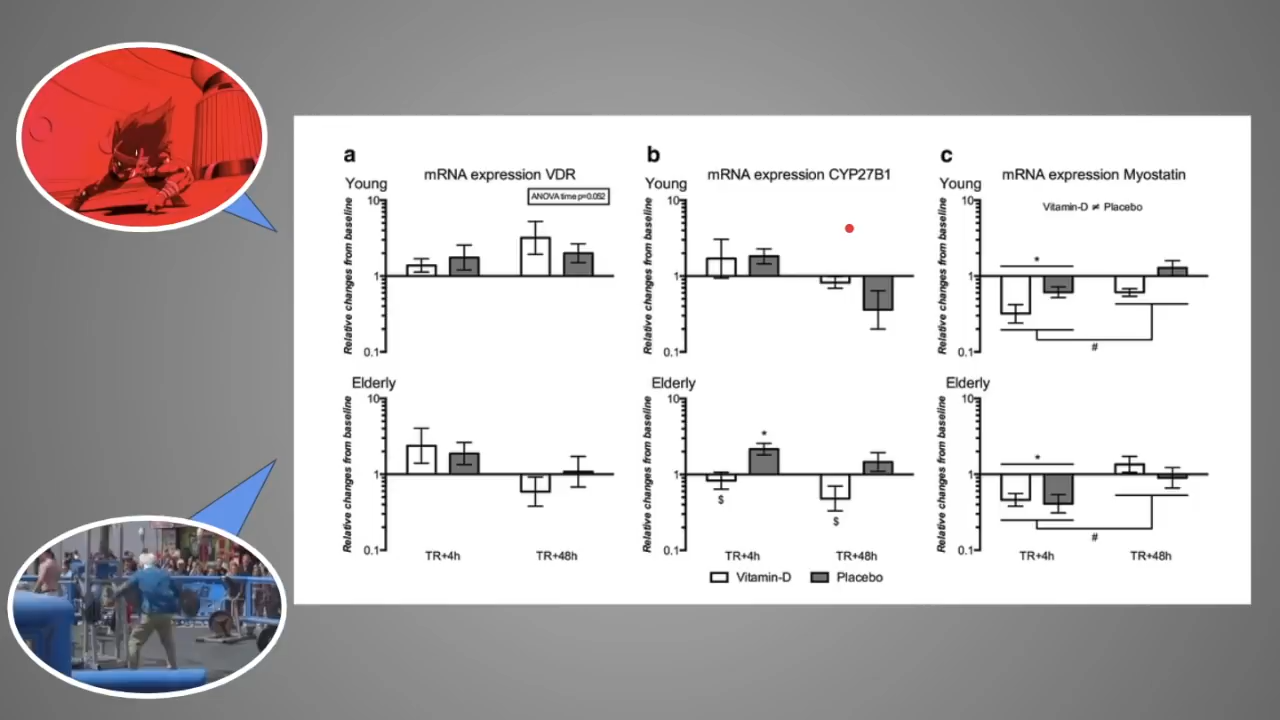 a
mRNA expression VDR
Young
ANOVA time p=0.052
10
1
0.1
Relative changes from baseline
b
mRNA expression CYP27B1
Young
10
1
0.1
Relative changes from baseline
c
mRNA expression Myostatin
Young
Vitamin-D ≠ Placebo
10
1
0.1
Relative changes from baseline
*
#
Elderly
10
1
0.1
Relative changes from baseline
TR+4h
TR+48h
Elderly
10
1
0.1
Relative changes from baseline
*
$
$
TR+4h
TR+48h
Elderly
10
1
0.1
Relative changes from baseline
*
#
TR+4h
TR+48h
Vitamin-D
Placebo